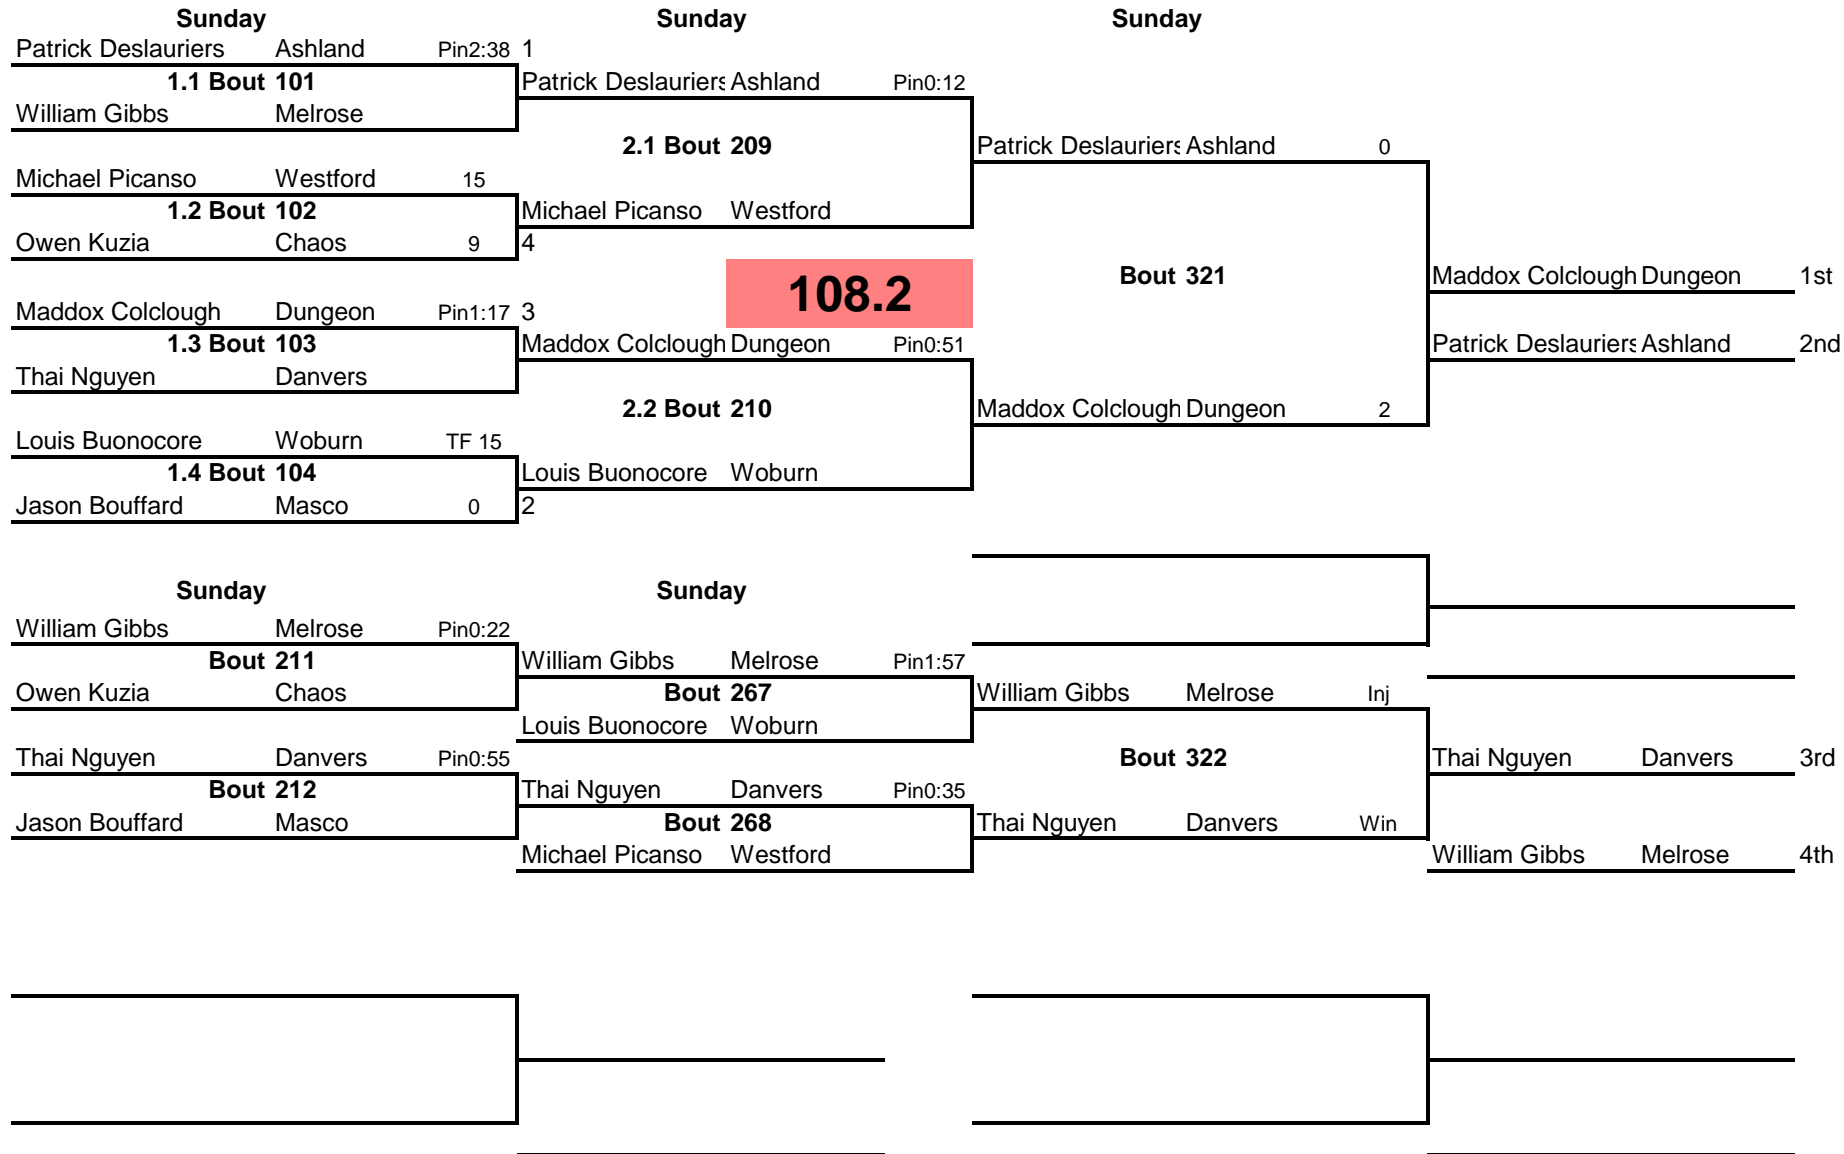 Sunday Sunday Sunday
Patrick Deslauriers Ashland Pin2:38 1
1.1 Bout 101 Patrick Deslauriers Ashland Pin0:12
William Gibbs Melrose
2.1 Bout 209 Patrick Deslauriers Ashland 0
Michael Picanso Westford 15
1.2 Bout 102 Michael Picanso Westford
Owen Kuzia Chaos 9 4
108.2 Bout 321 Maddox Colclough Dungeon 1st
Maddox Colclough Dungeon Pin1:17 3
1.3 Bout 103 Maddox Colclough Dungeon Pin0:51 Patrick Deslauriers Ashland 2nd
Thai Nguyen Danvers
2.2 Bout 210 Maddox Colclough Dungeon 2
Louis Buonocore Woburn TF 15
1.4 Bout 104 Louis Buonocore Woburn
Jason Bouffard Masco 0 2
Sunday Sunday
William Gibbs Melrose Pin0:22
Bout 211 William Gibbs Melrose Pin1:57
Owen Kuzia Chaos Bout 267 William Gibbs Melrose Inj
Louis Buonocore Woburn
Thai Nguyen Danvers Pin0:55 Bout 322 Thai Nguyen Danvers 3rd
Bout 212 Thai Nguyen Danvers Pin0:35
Jason Bouffard Masco Bout 268 Thai Nguyen Danvers Win
Michael Picanso Westford William Gibbs Melrose 4th